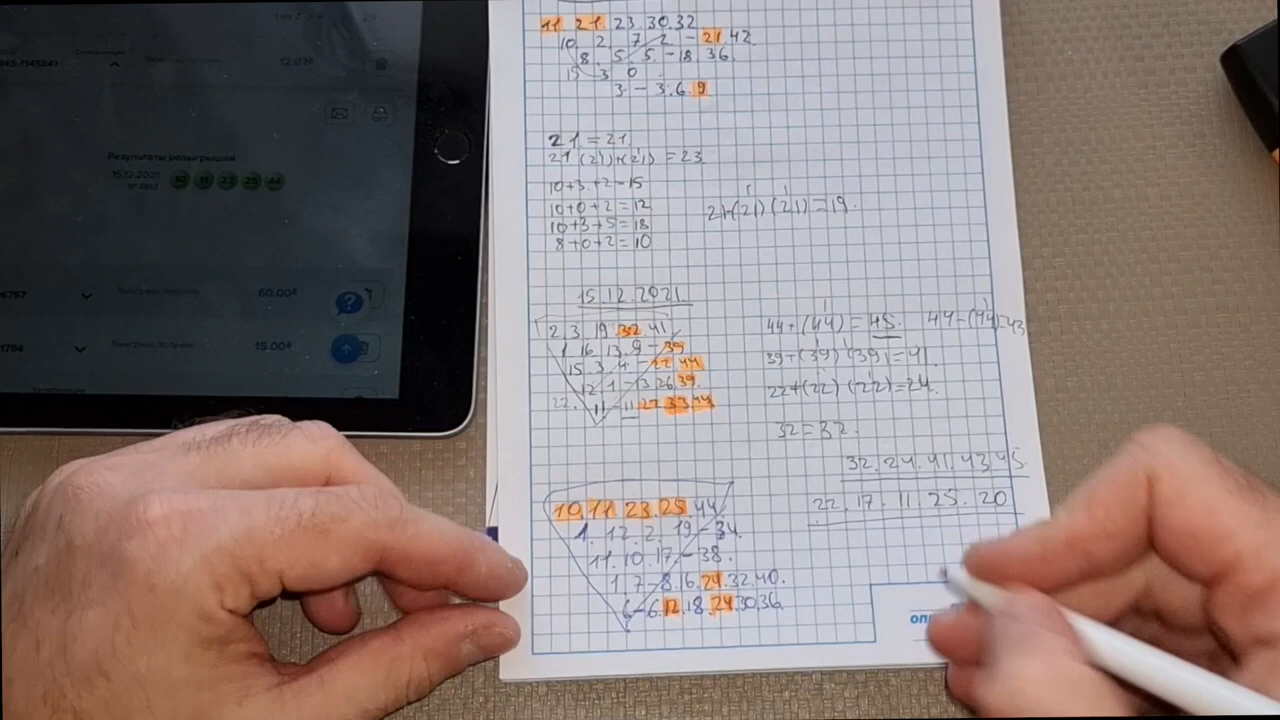 12.07₽
Результаты розыгрышей
15.12.2021
10 11 22 25 44
60.00₽
?
1794
15.00₽
11 21. 23. 30. 32
10. 2. 7 2 - 21. 42
8. 5. 5. - 18 36.
15 3 0
3 - 3. 6. 9
21 = 21.
21 (21)+(21) = 23
10+3.+2-15
10+0+2=12
10+3+5=18
8+0+2=10
21-(21)(21)=19.
15.12.2021
2. 3. 19. 32. 41
1 16. 13. 9 - 39
15. 3. 4. - 22 44
12 1 - 3 26 39.
22. 11 - 11 22 33 44
44+(44) = 45. 44-(44)=43
39+(39)(39)=41
22+(22)(22)=24.
32=32.
32. 24. 41. 43. 45
22. 17. 11. 25. 20
10. 11. 23. 25. 44
1. 12. 2. 19 - 34.
11. 10. 17 - 38.
1 7 - 8. 16. 24. 32. 40.
6 - 6. 12. 18. 24. 30. 36.